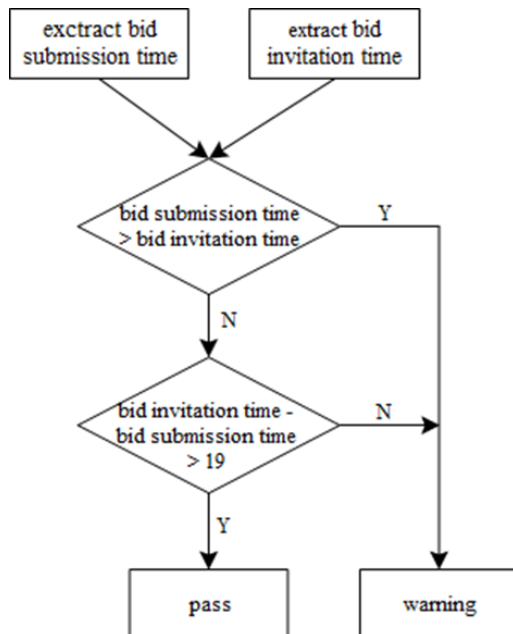 exctract bid
submission time
extract bid
invitation time
bid submission time
> bid invitation time
Y
N
bid invitation time -
bid submission time
> 19
N
Y
pass
warning